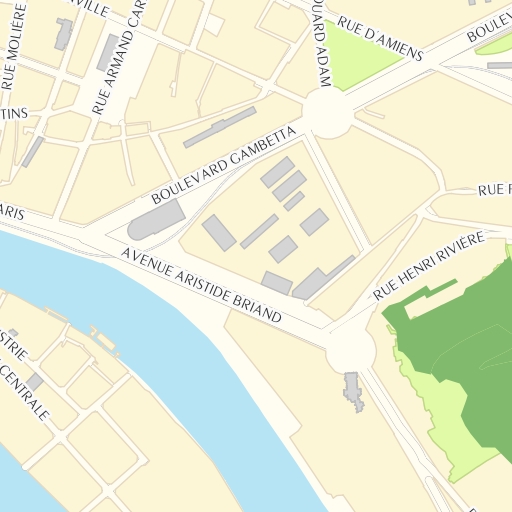 VILLE
RUE MOLIÈRE
RUE ARMAND CAR
OUARD ADAM
RUE D'AMIENS
BOULEV
TINS
BOULEVARD GAMBETTA
RUE
ARIS
AVENUE ARISTIDE BRIAND
RUE HENRI RIVIÈRE
STRIE
CENTRALE